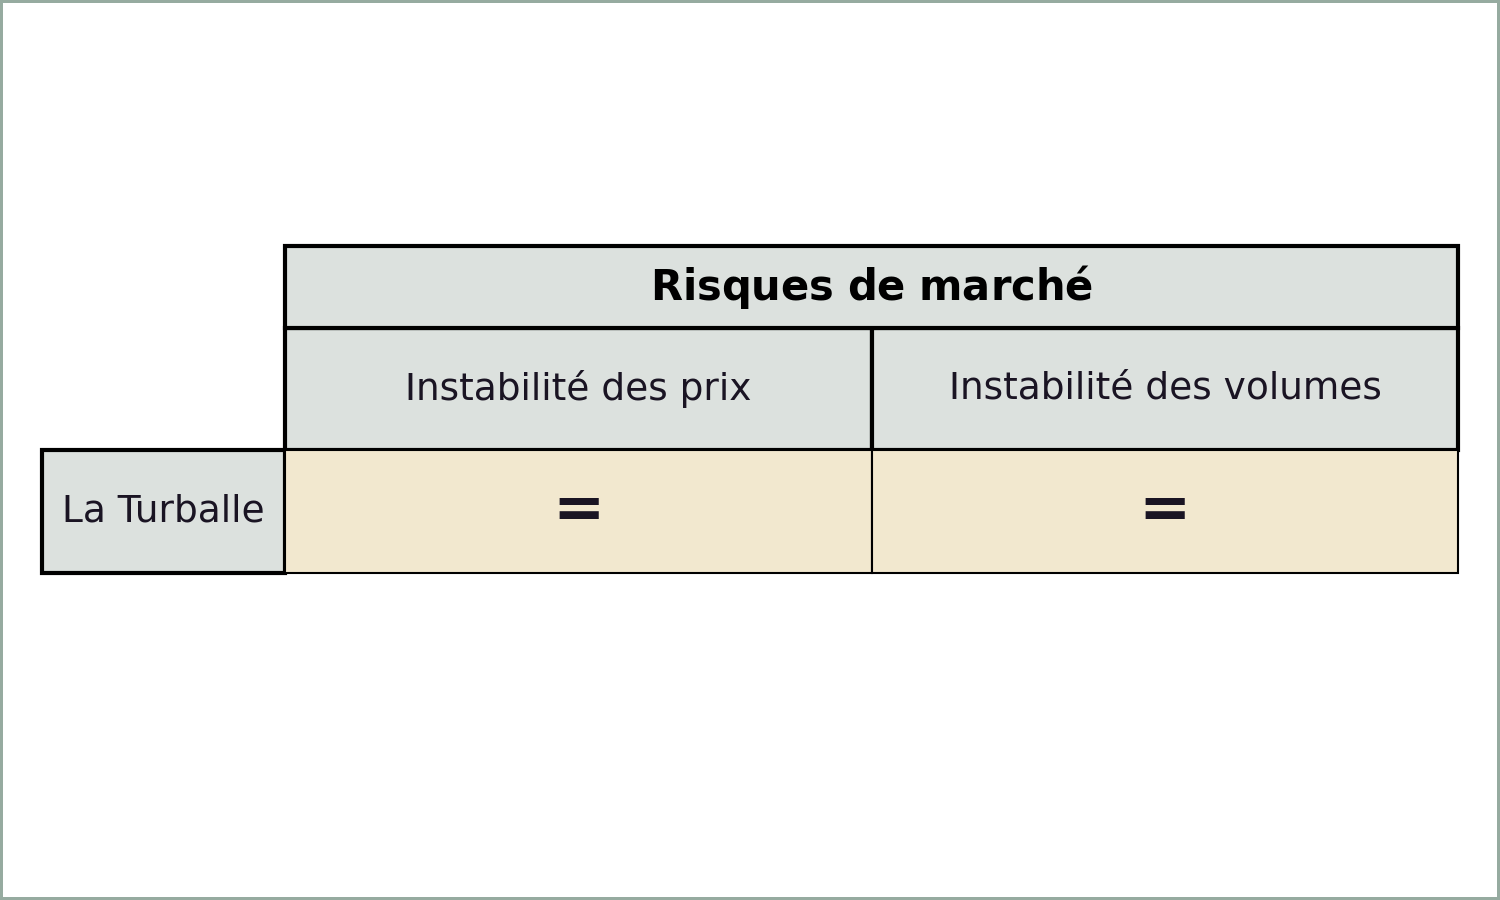 Risques de marché
Instabilité des prix
Instabilité des volumes
La Turballe
=
=